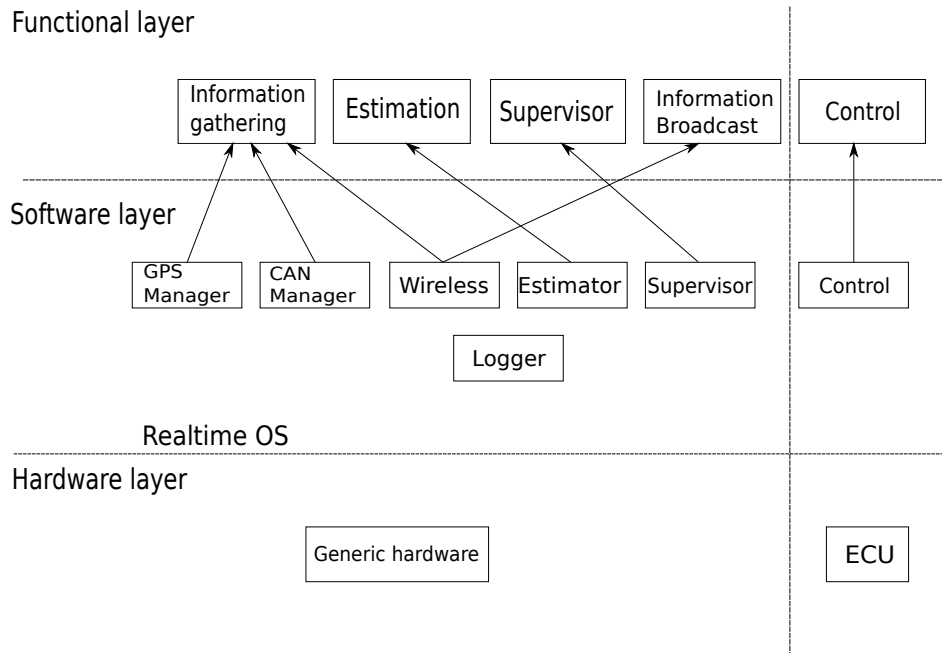 Functional layer
Information
gathering
Estimation
Supervisor
Information
Broadcast
Control
Software layer
GPS
Manager
CAN
Manager
Wireless
Estimator
Supervisor
Control
Logger
Realtime OS
Hardware layer
Generic hardware
ECU